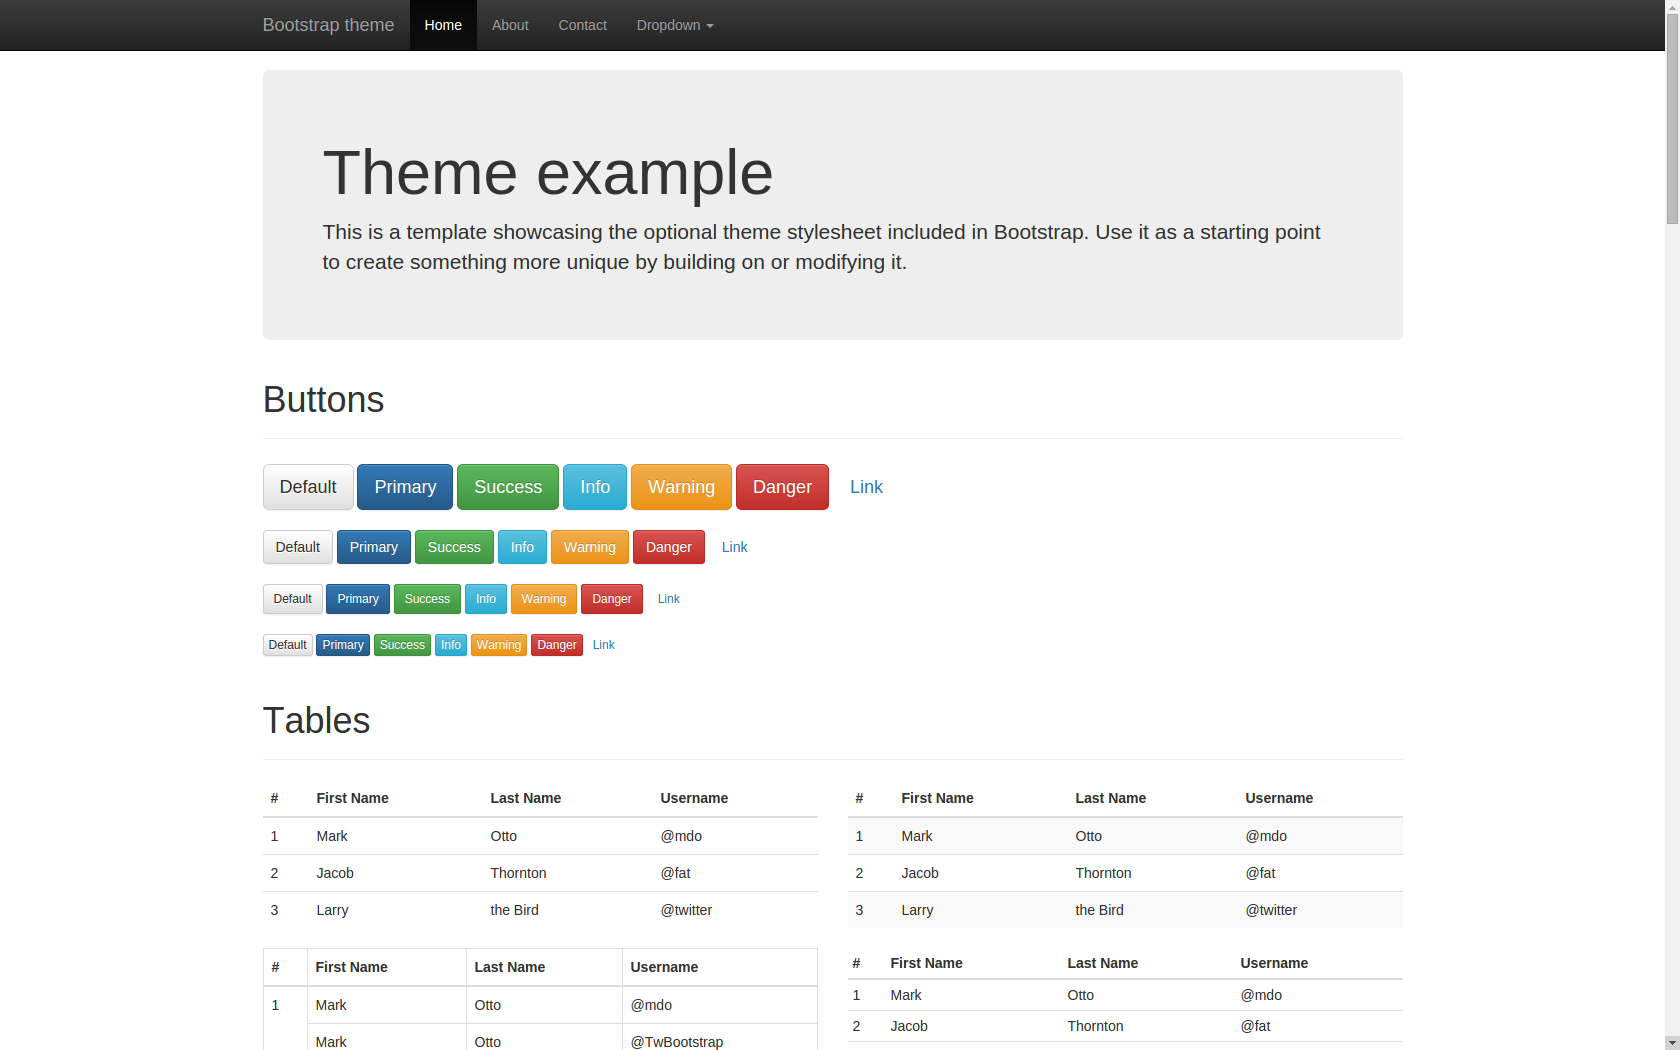 Bootstrap theme Home About Contact Dropdown
Theme example
This is a template showcasing the optional theme stylesheet included in Bootstrap. Use it as a starting point
to create something more unique by building on or modifying it.
Buttons
Default Primary Success Info Warning Danger Link
Default Primary Success Info Warning Danger Link
Default Primary Success Info Warning Danger Link
Default Primary Success Info Warning Danger Link
Tables
# First Name Last Name Username
1 Mark Otto @mdo
2 Jacob Thornton @fat
3 Larry the Bird @twitter
# First Name Last Name Username
1 Mark Otto @mdo
2 Jacob Thornton @fat
3 Larry the Bird @twitter
# First Name Last Name Username
1 Mark Otto @mdo
Mark Otto @TwBootstrap
# First Name Last Name Username
1 Mark Otto @mdo
2 Jacob Thornton @fat